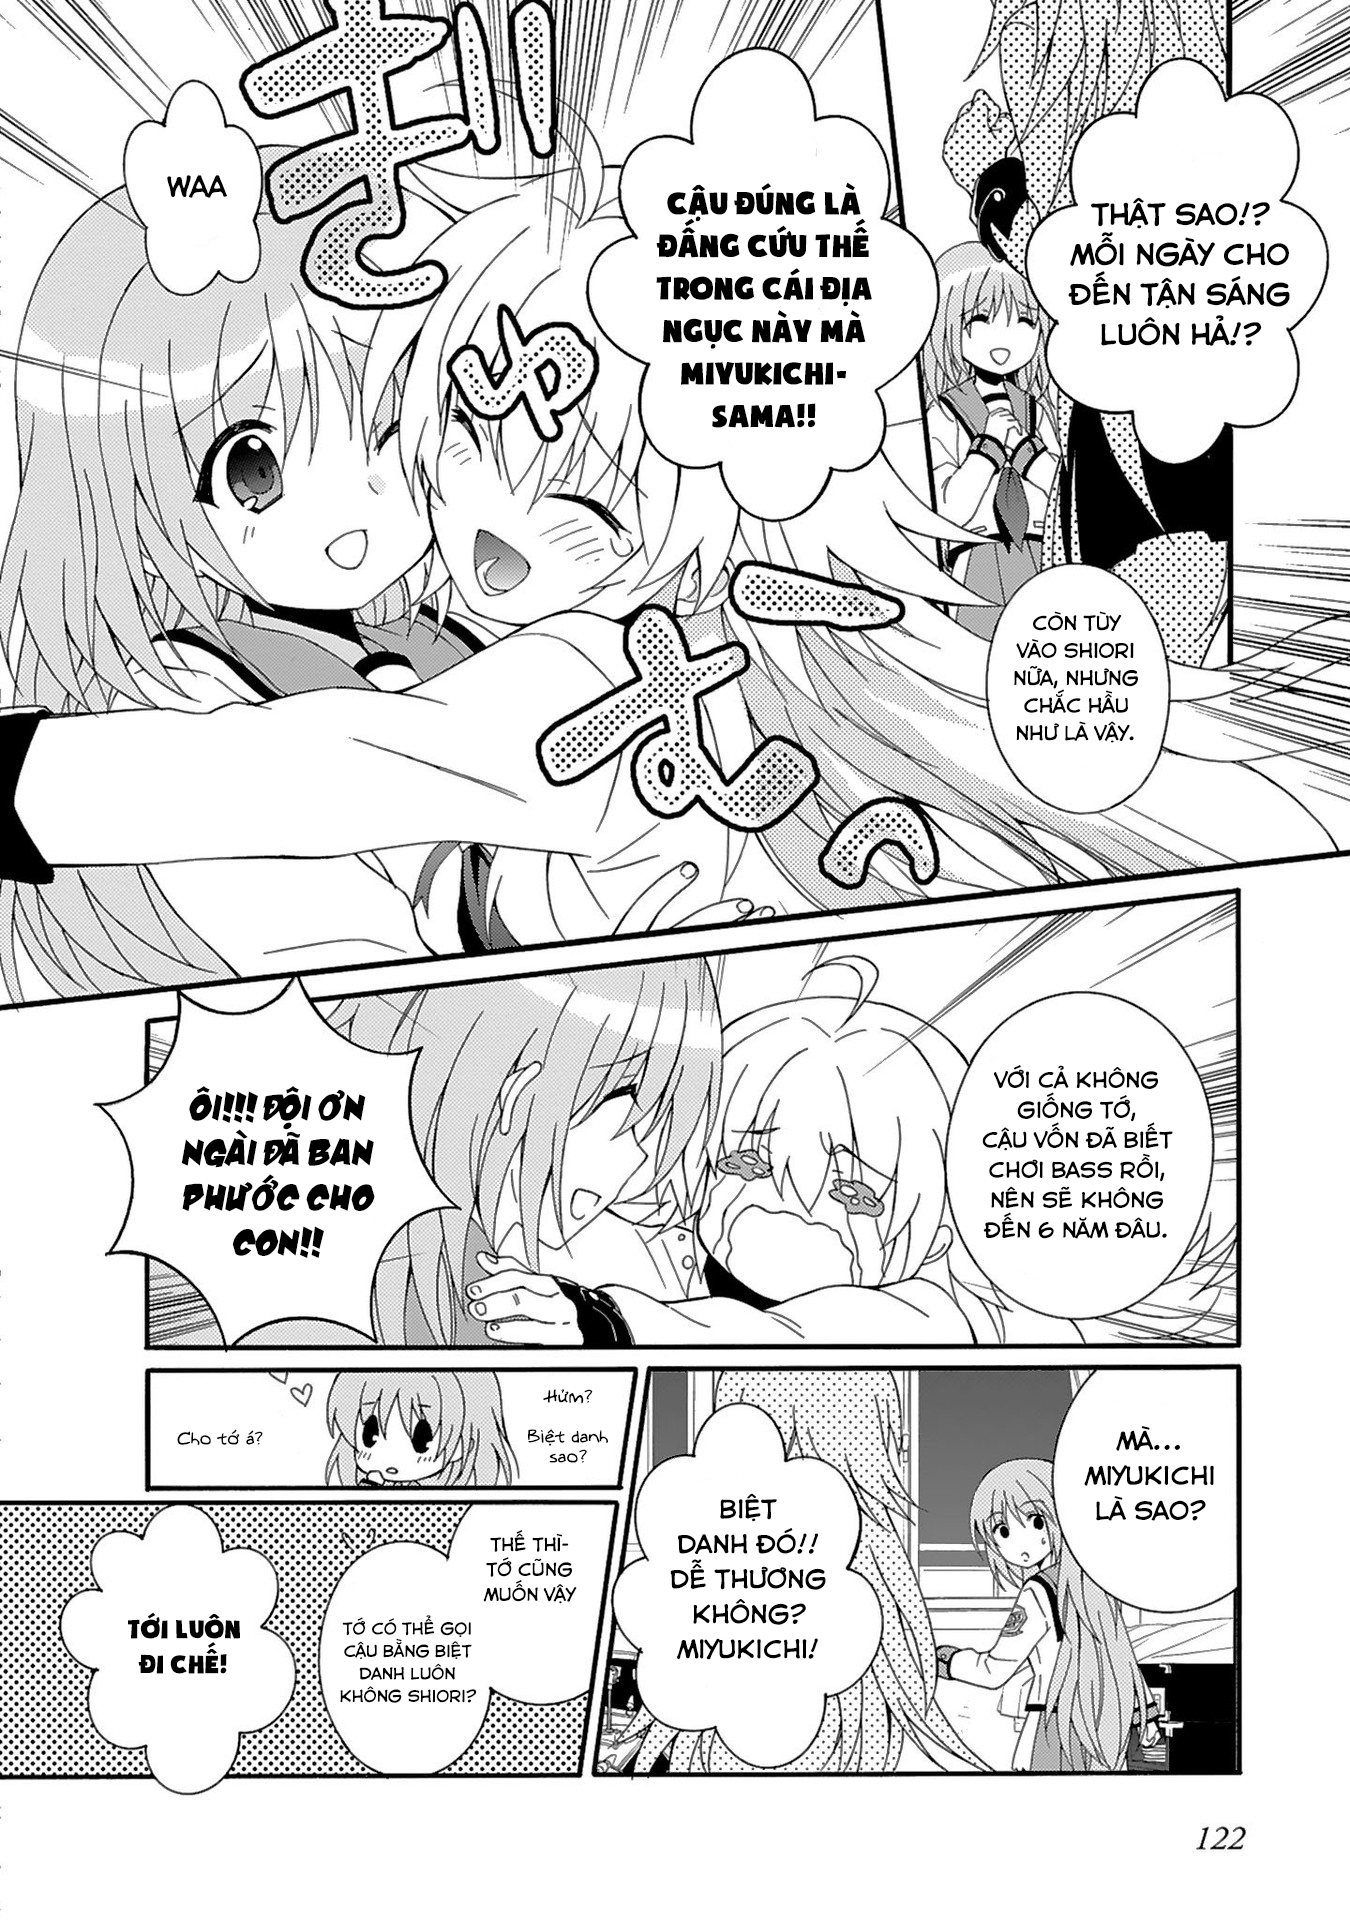 THẬT SAO!?
MỖI NGÀY CHO
ĐẾN TẬN SÁNG
LUÔN HẢ!?
CÒN TÙY
VÀO SHIORI
NỮA, NHƯNG
CHẮC HẦU
NHƯ LÀ VẬY.
CẬU ĐÚNG LÀ
ĐẤNG CỨU THẾ
TRONG CÁI ĐỊA
NGỤC NÀY MÀ
MIYUKICHI-
SAMA!!
WAA
ぎゅ
むっ
VỚI CẢ KHÔNG
GIỐNG TỚ,
CẬU VỐN ĐÃ BIẾT
CHƠI BASS RỒI,
NÊN SẼ KHÔNG
ĐẾN 6 NĂM ĐÂU.
ÔI!!! ĐỘI ƠN
NGÀI ĐÃ BAN
PHƯỚC CHO
CON!!
MÀ...
MIYUKICHI
LÀ SAO?
BIỆT
DANH ĐÓ!!
DỄ THƯƠNG
KHÔNG?
MIYUKICHI!
Hửm?
Biệt danh
sao?
Cho tớ á?
THẾ THÌ-
TỚ CŨNG
MUỐN VẬY
TỚ CÓ THỂ GỌI
CẬU BẰNG BIỆT
DANH LUÔN
KHÔNG SHIORI?
TỚI LUÔN
ĐI CHẾ!
122